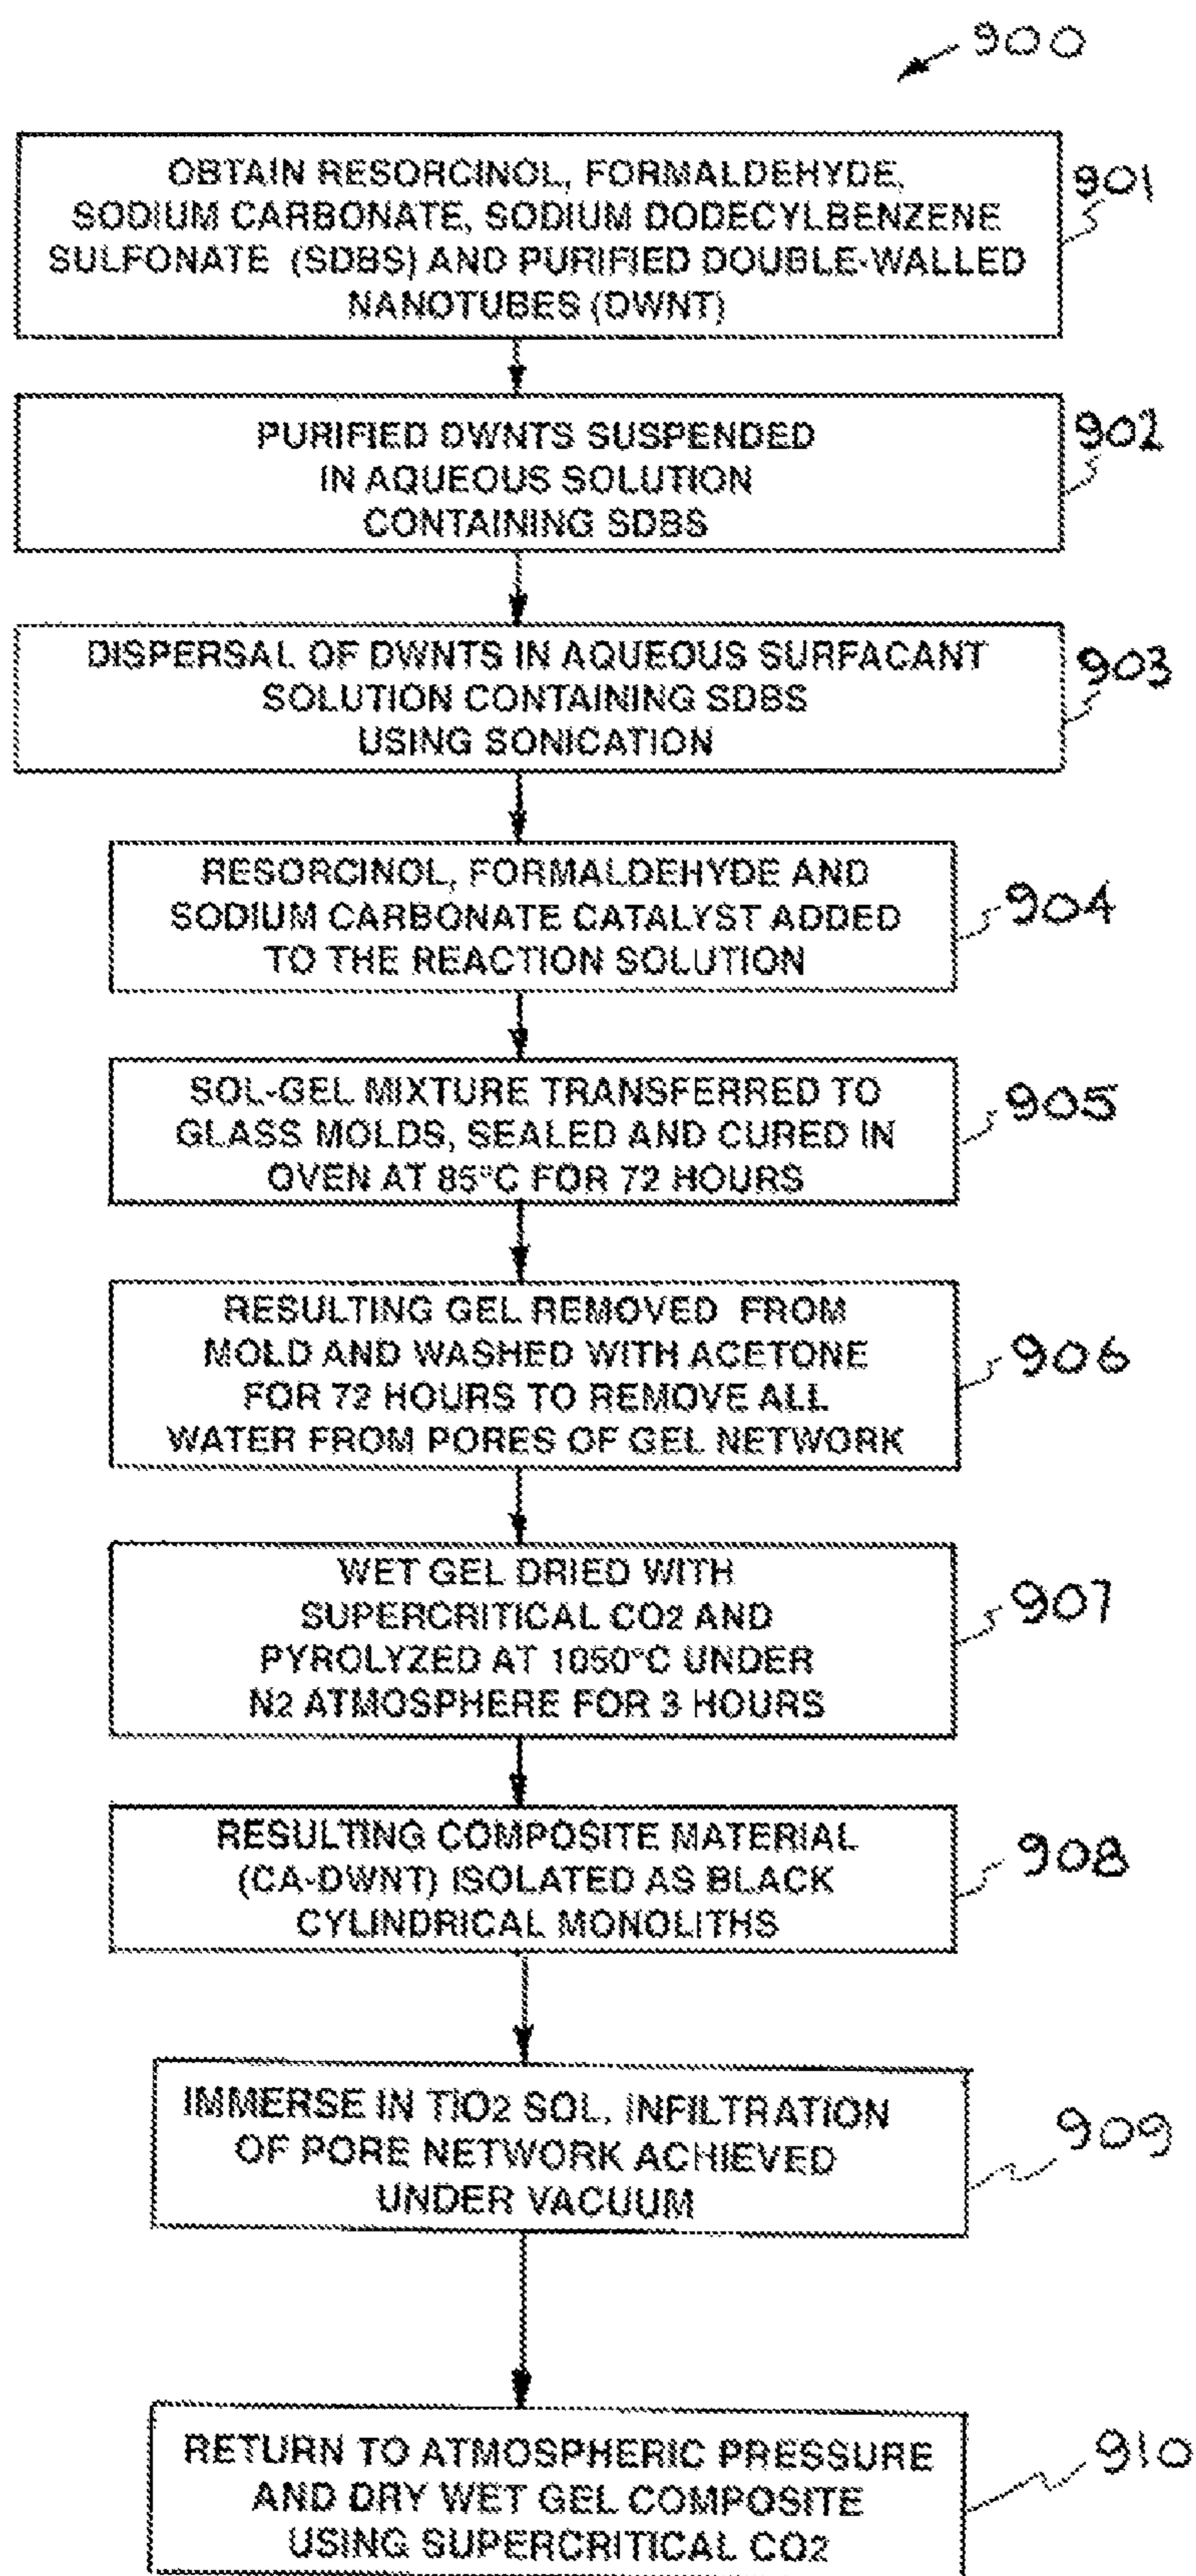 900
OBTAIN RESORCINOL, FORMALDEHYDE,
SODIUM CARBONATE, SODIUM DODECYLBENZENE
SULFONATE (SDBS) AND PURIFIED DOUBLE-WALLED
NANOTUBES (DWNT)
901
PURIFIED DWNTS SUSPENDED
IN AQUEOUS SOLUTION
CONTAINING SDBS
902
DISPERSAL OF DWNTS IN AQUEOUS SURFACANT
SOLUTION CONTAINING SDBS
USING SONICATION
903
RESORCINOL, FORMALDEHYDE AND
SODIUM CARBONATE CATALYST ADDED
TO THE REACTION SOLUTION
904
SOL-GEL MIXTURE TRANSFERRED TO
GLASS MOLDS, SEALED AND CURED IN
OVEN AT 85°C FOR 72 HOURS
905
RESULTING GEL REMOVED FROM
MOLD AND WASHED WITH ACETONE
FOR 72 HOURS TO REMOVE ALL
WATER FROM PORES OF GEL NETWORK
906
WET GEL DRIED WITH
SUPERCRITICAL CO2 AND
PYROLYZED AT 1050°C UNDER
N2 ATMOSPHERE FOR 3 HOURS
907
RESULTING COMPOSITE MATERIAL
(CA-DWNT) ISOLATED AS BLACK
CYLINDRICAL MONOLITHS
908
IMMERSE IN TiO2 SOL. INFILTRATION
OF PORE NETWORK ACHIEVED
UNDER VACUUM
909
RETURN TO ATMOSPHERIC PRESSURE
AND DRY WET GEL COMPOSITE
USING SUPERCRITICAL CO2
910